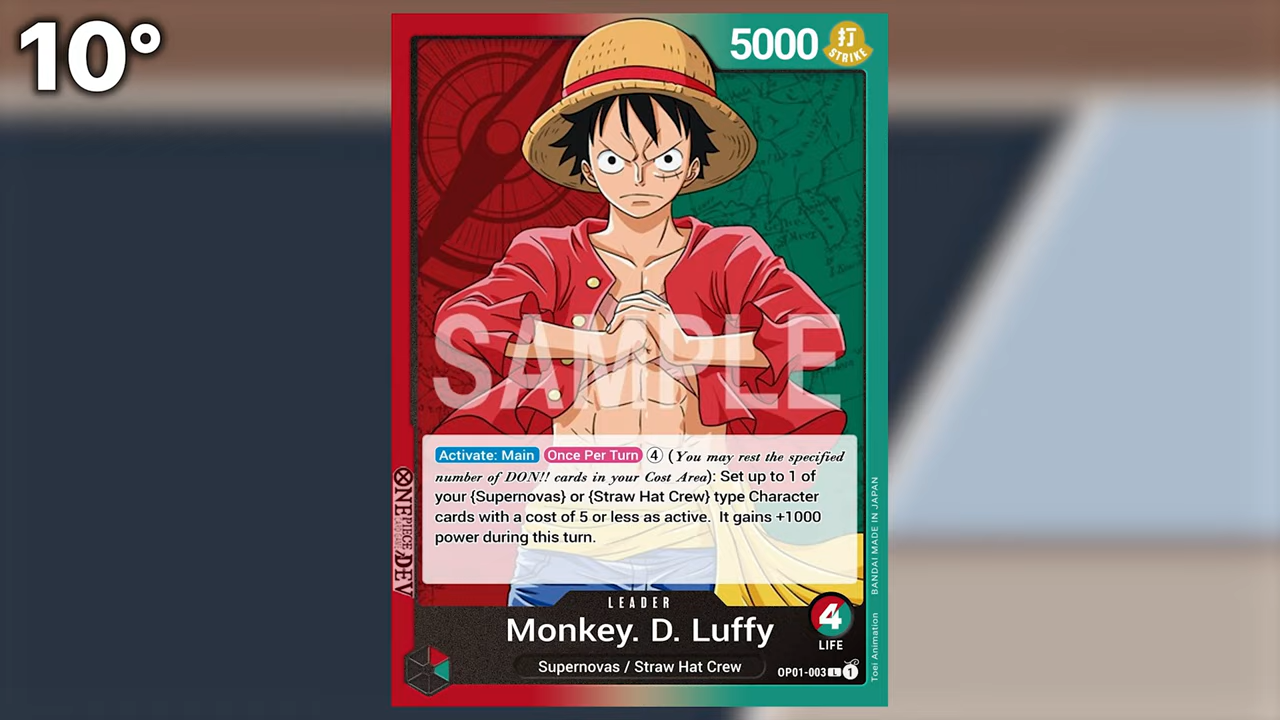 10°
5000
打
STRIKE
SAMPLE
Activate: Main Once Per Turn ④ (You may rest the specified
number of DON!! cards in your Cost Area): Set up to 1 of
your {Supernovas} or {Straw Hat Crew} type Character
cards with a cost of 5 or less as active. It gains +1000
power during this turn.
LEADER
Monkey. D. Luffy
4
LIFE
Supernovas / Straw Hat Crew
OP01-003 L 1
ONE PIECE
DEV
Toei Animation BANDAI MADE IN JAPAN